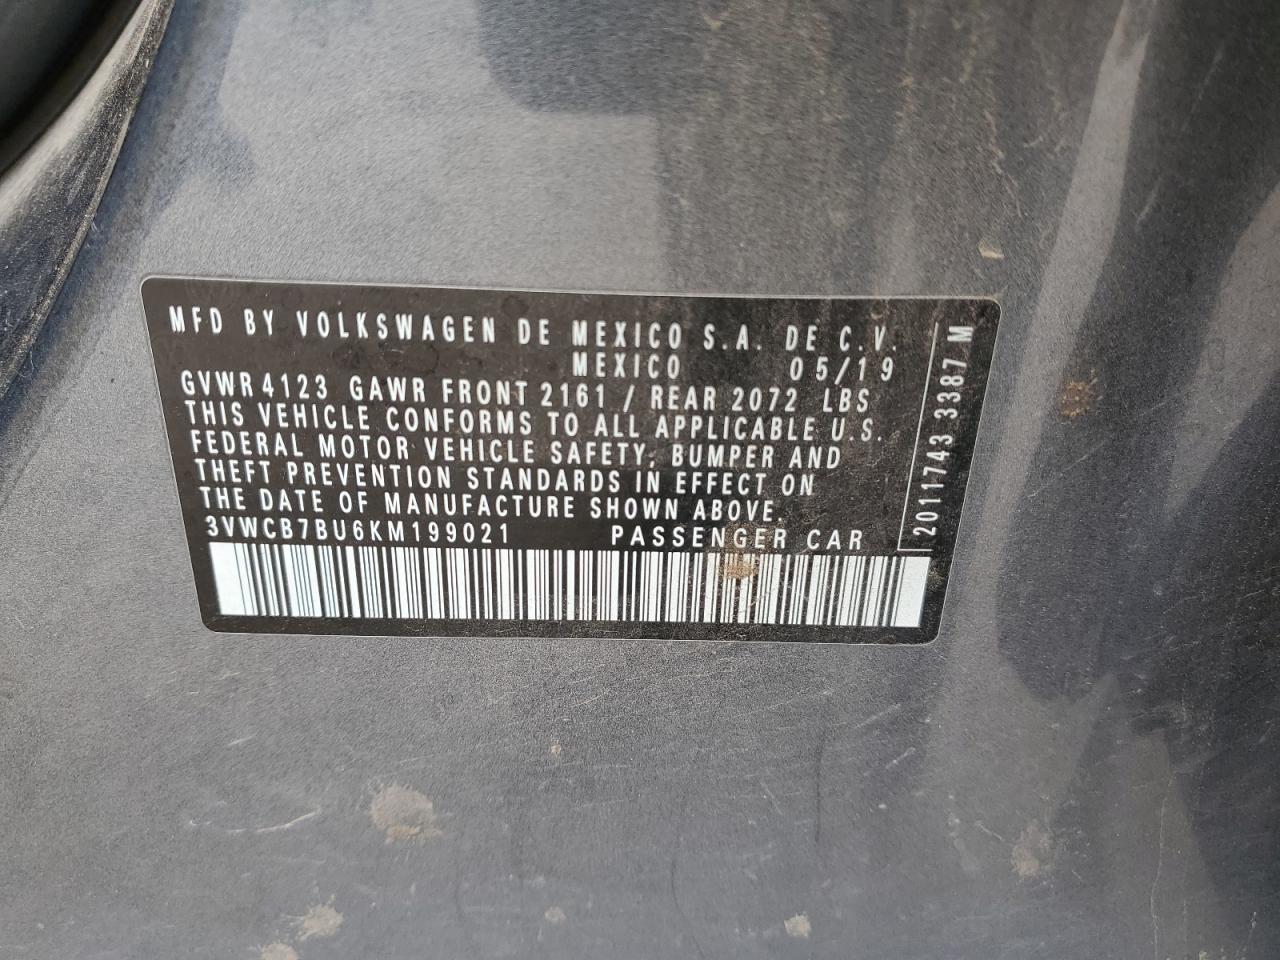 MFD BY VOLKSWAGEN DE MEXICO S.A. DE C.V.
MEXICO 05/19
GVWR 4123 GAWR FRONT 2161 / REAR 2072 LBS
THIS VEHICLE CONFORMS TO ALL APPLICABLE U.S.
FEDERAL MOTOR VEHICLE SAFETY, BUMPER AND
THEFT PREVENTION STANDARDS IN EFFECT ON
THE DATE OF MANUFACTURE SHOWN ABOVE.
3VWCB7BU6KM199021 PASSENGER CAR
2011743 3387 M